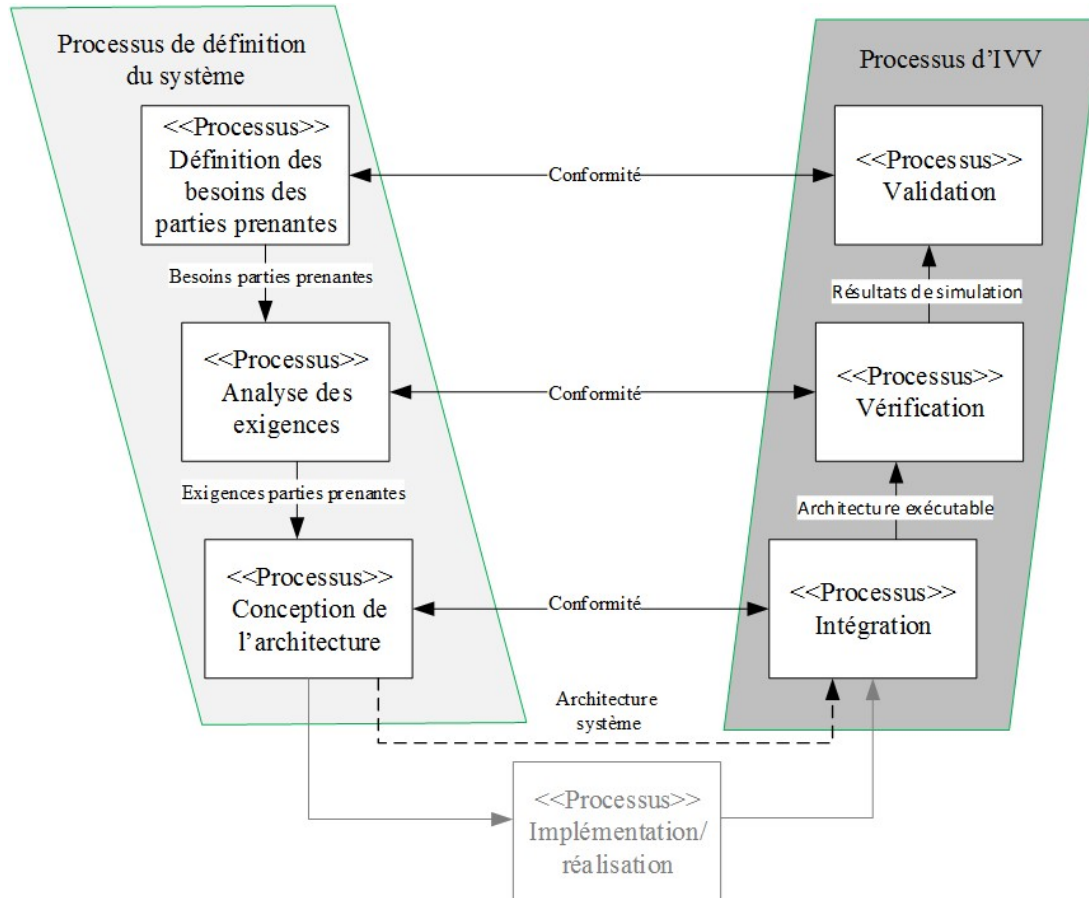 Processus de définition
du système
<<Processus>>
Définition des
besoins des
parties prenantes
Besoins parties prenantes
<<Processus>>
Analyse des
exigences
Exigences parties prenantes
<<Processus>>
Conception de
l’architecture
Conformité
Conformité
Conformité
Architecture
système
<<Processus>>
Implémentation/
réalisation
Processus d’IVV
<<Processus>>
Validation
Résultats de simulation
<<Processus>>
Vérification
Architecture exécutable
<<Processus>>
Intégration